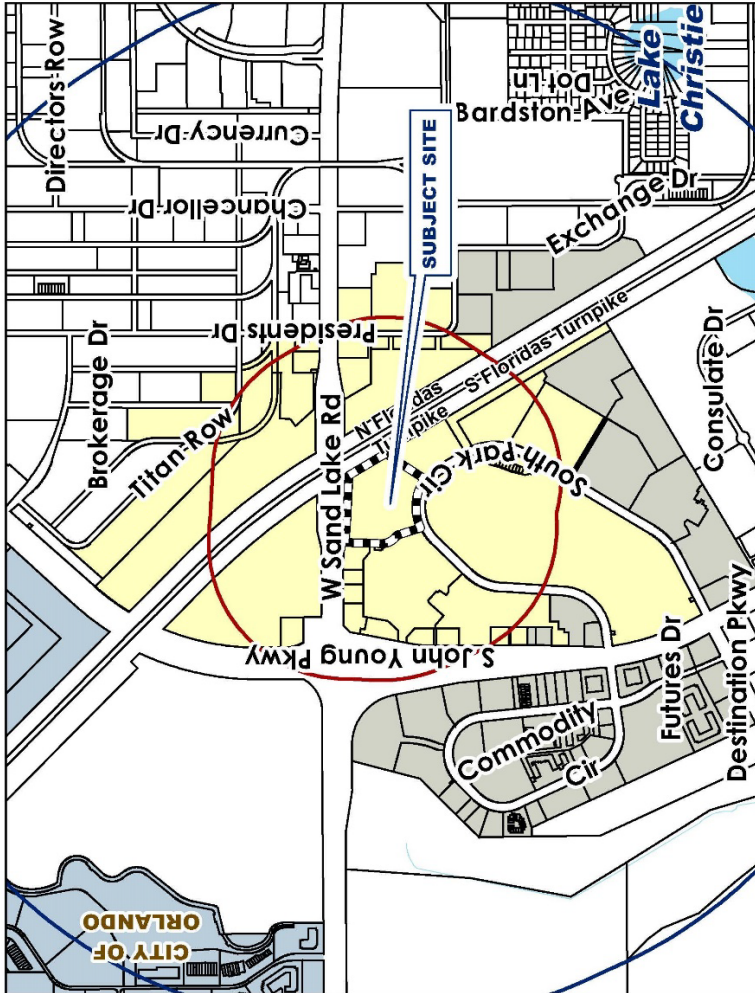 Directors Row
Currency Dr
Dot Ln
Lake
Christie
Bardston Ave
Chancellor Dr
Exchange Dr
SUBJECT SITE
Presidents Dr
Brokerage Dr
Titan Row
W Sand Lake Rd
N Floridas
Turnpike
S Floridas Turnpike
South Park Cir
Consulate Dr
S John Young Pkwy
Futures Dr
Destination Pkwy
Commodity
Cir
CITY OF
ORLANDO